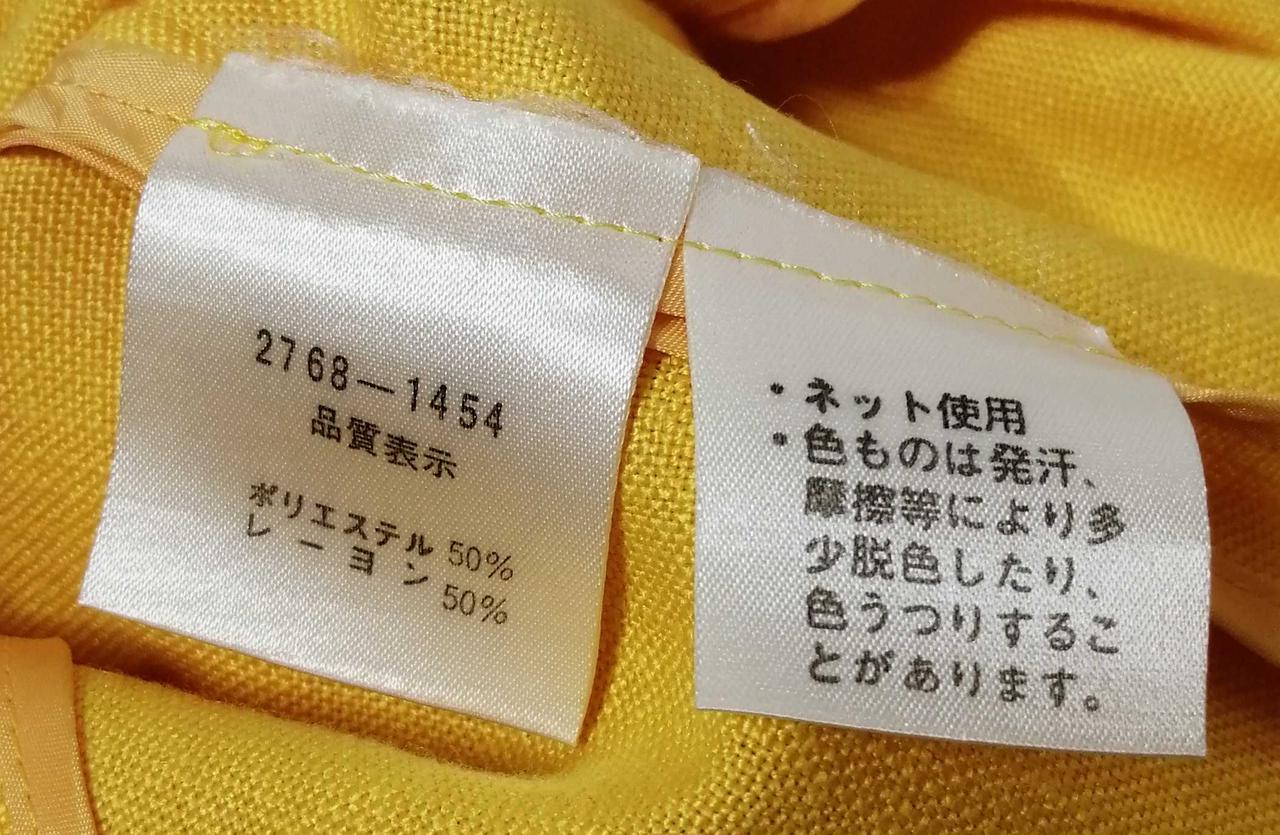 2768―1454
品質表示
ポリエステル 50%
レーヨン 50%
・ネット使用
・色ものは発汗、
摩擦等により多
少脱色したり、
色うつりするこ
とがあります。